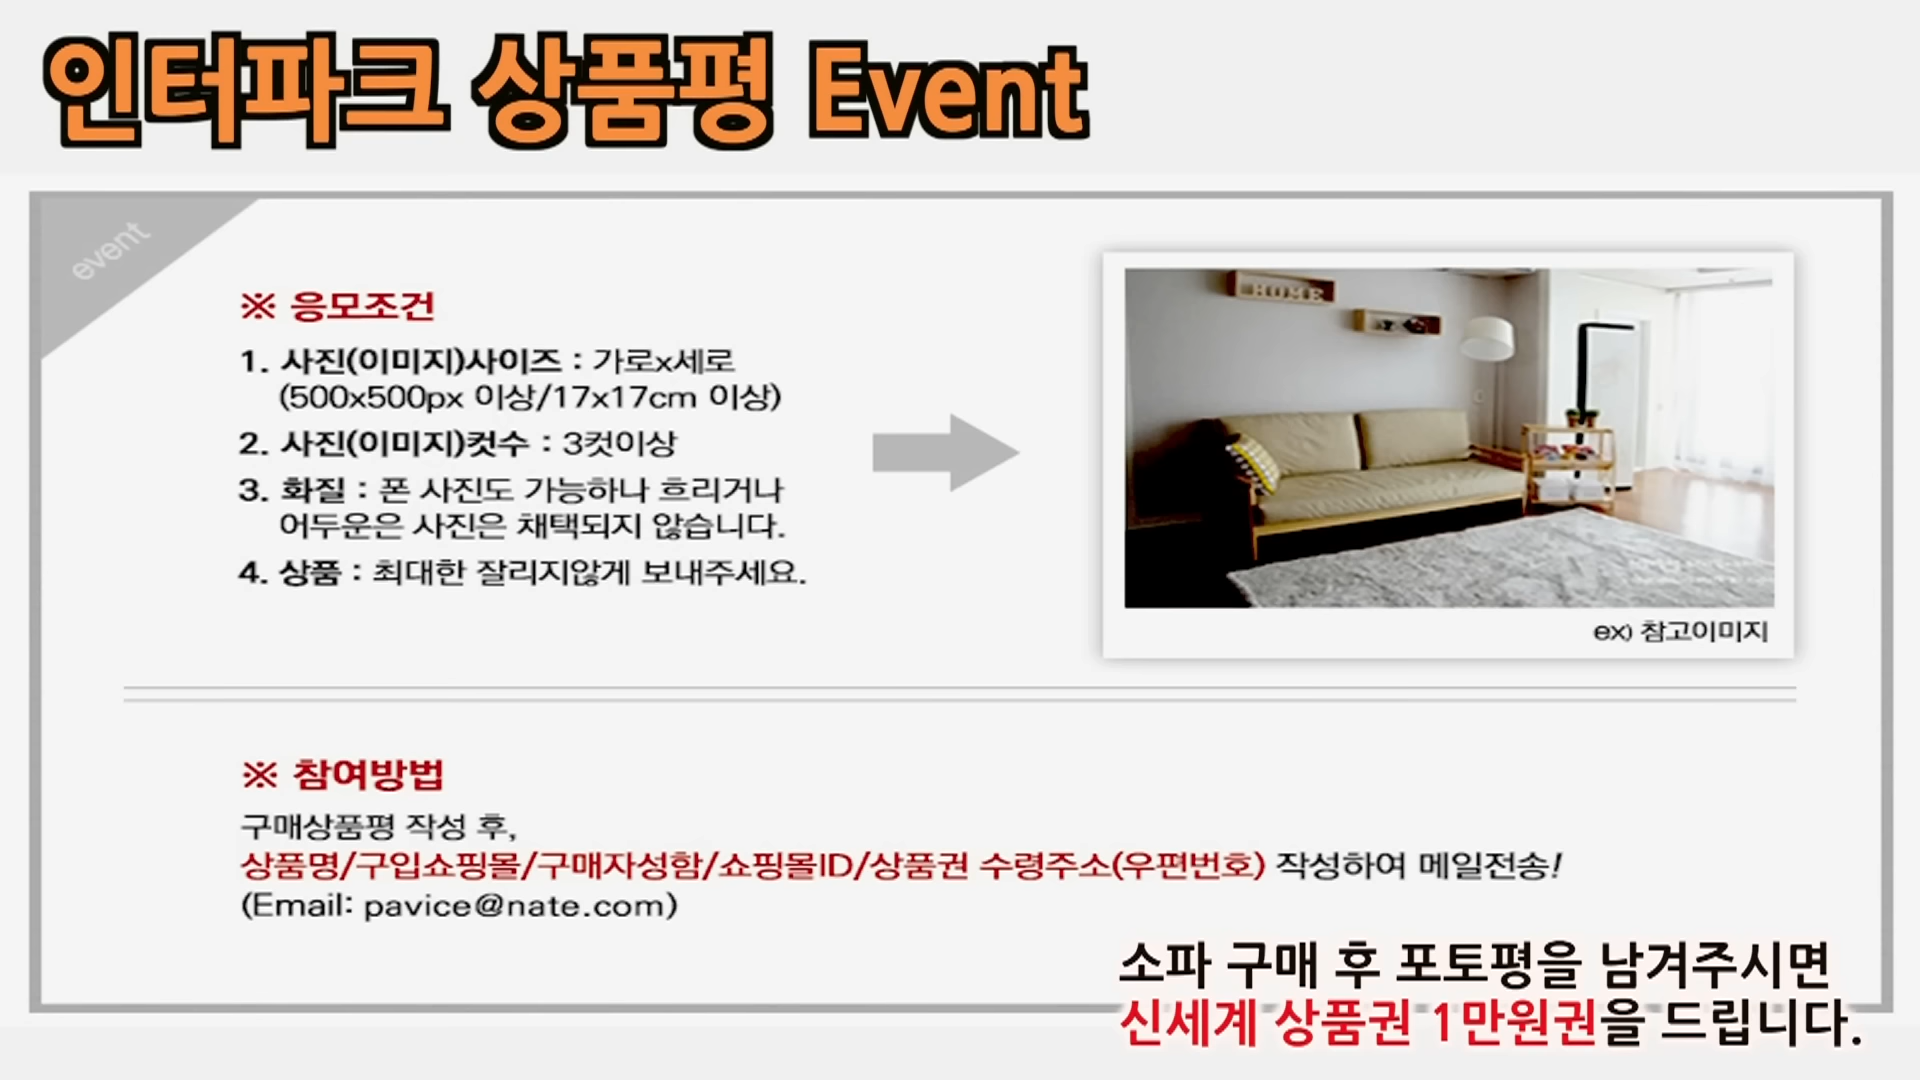 인터파크 상품평 Event
event
※ 응모조건
1. 사진(이미지)사이즈 : 가로x세로
(500x500px 이상/17x17cm 이상)
2. 사진(이미지)컷수 : 3컷이상
3. 화질 : 폰 사진도 가능하나 흐리거나
어두운은 사진은 채택되지 않습니다.
4. 상품 : 최대한 잘리지않게 보내주세요.
HOME
ex) 참고이미지
※ 참여방법
구매상품평 작성 후,
상품명/구입쇼핑몰/구매자성함/쇼핑몰ID/상품권 수령주소(우편번호) 작성하여 메일전송!
(Email: pavice@nate.com)
소파 구매 후 포토평을 남겨주시면
신세계 상품권 1만원권을 드립니다.